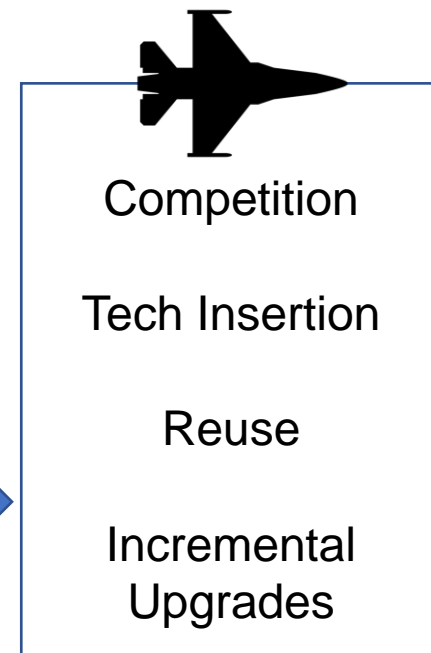 Competition
Tech Insertion
Reuse
Incremental
Upgrades